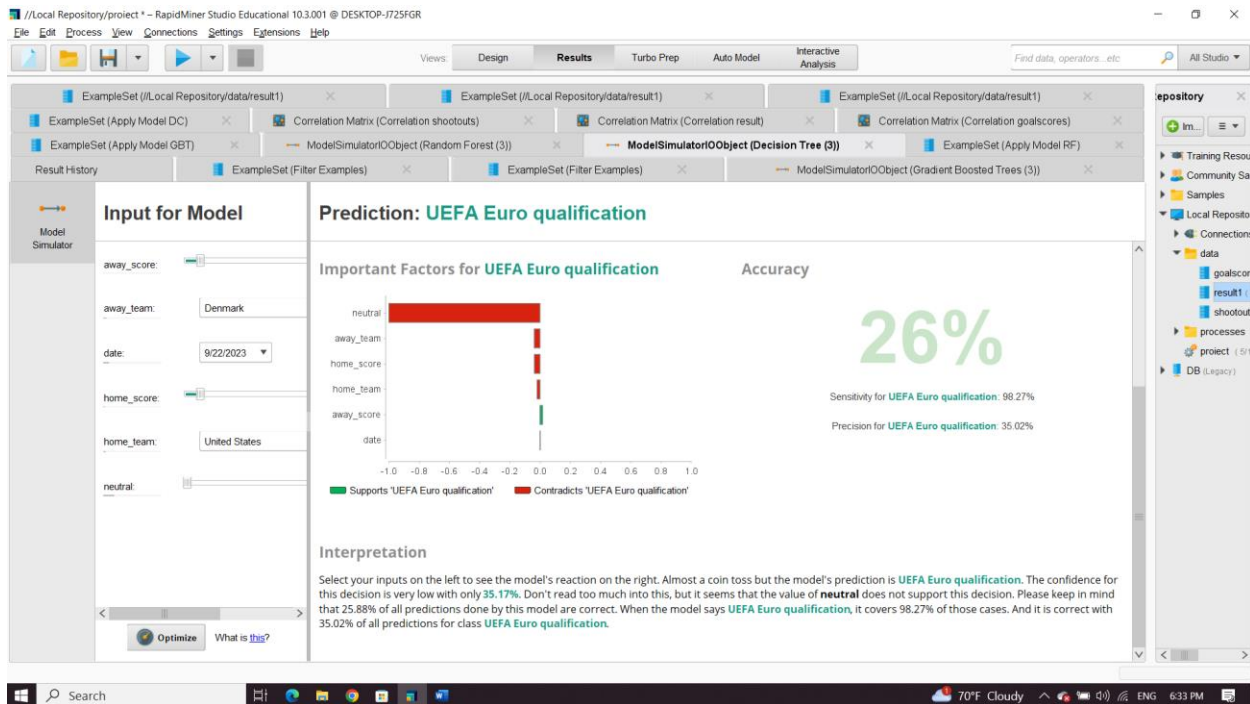 //Local Repository/proiect * – RapidMiner Studio Educational 10.3.001 @ DESKTOP-J725FGR
File Edit Process View Connections Settings Extensions Help
Views: Design Results Turbo Prep Auto Model Interactive Analysis Find data, operators...etc All Studio
ExampleSet (//Local Repository/data/result1) ExampleSet (//Local Repository/data/result1) ExampleSet (//Local Repository/data/result1)
ExampleSet (Apply Model DC) Correlation Matrix (Correlation shootouts) Correlation Matrix (Correlation result) Correlation Matrix (Correlation goalscores)
ExampleSet (Apply Model GBT) ModelSimulatorIOObject (Random Forest (3)) ModelSimulatorIOObject (Decision Tree (3)) ExampleSet (Apply Model RF)
Result History ExampleSet (Filter Examples) ExampleSet (Filter Examples) ModelSimulatorIOObject (Gradient Boosted Trees (3))
epository
Im...
Training Resou
Community Sa
Samples
Local Reposito
Connections
data
goalscor
result1 (
shootout
processes
proiect ( 5/1
DB (Legacy)
Model
Simulator
Input for Model
away_score:
away_team: Denmark
date: 9/22/2023
home_score:
home_team: United States
neutral:
Optimize What is this?
Prediction: UEFA Euro qualification
Important Factors for UEFA Euro qualification
neutral
away_team
home_score
home_team
away_score
date
-1.0 -0.8 -0.6 -0.4 -0.2 0.0 0.2 0.4 0.6 0.8 1.0
Supports 'UEFA Euro qualification' Contradicts 'UEFA Euro qualification'
Accuracy
26%
Sensitivity for UEFA Euro qualification: 98.27%
Precision for UEFA Euro qualification: 35.02%
Interpretation
Select your inputs on the left to see the model's reaction on the right. Almost a coin toss but the model's prediction is UEFA Euro qualification. The confidence for
this decision is very low with only 35.17%. Don't read too much into this, but it seems that the value of neutral does not support this decision. Please keep in mind
that 25.88% of all predictions done by this model are correct. When the model says UEFA Euro qualification, it covers 98.27% of those cases. And it is correct with
35.02% of all predictions for class UEFA Euro qualification.
Search 70°F Cloudy ENG 6:33 PM